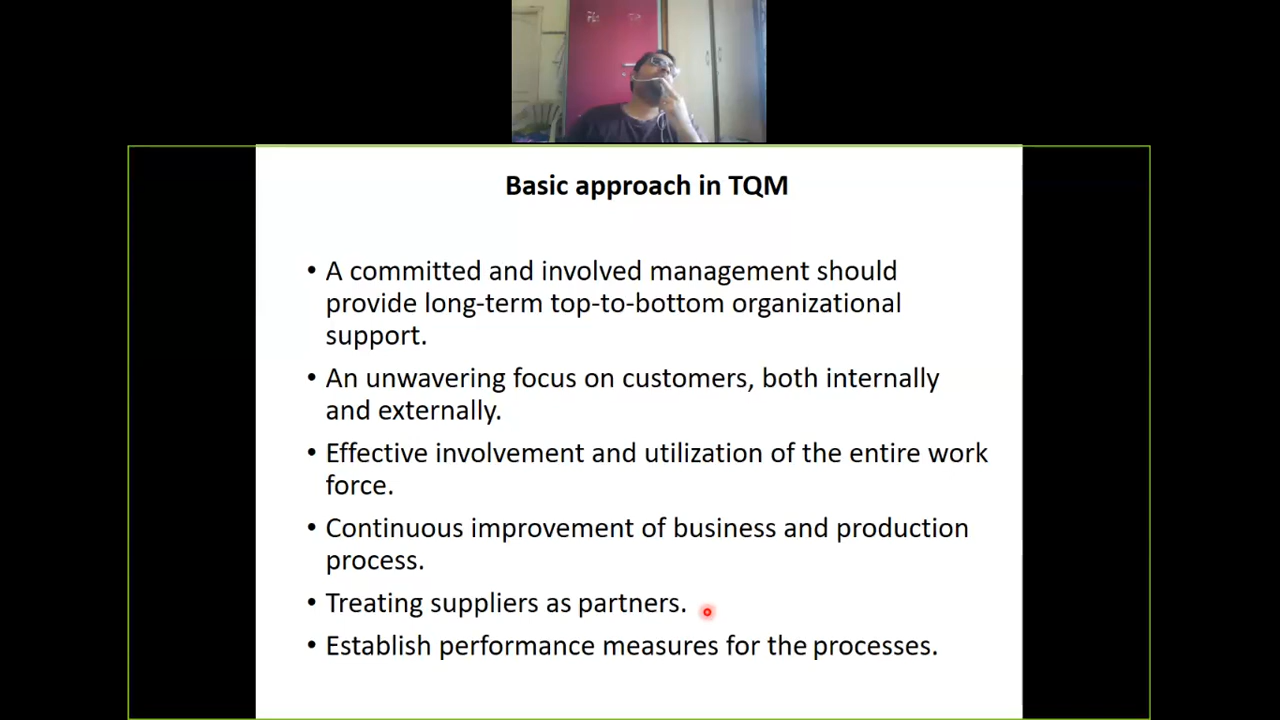 Basic approach in TQM
• A committed and involved management should
provide long-term top-to-bottom organizational
support.
• An unwavering focus on customers, both internally
and externally.
• Effective involvement and utilization of the entire work
force.
• Continuous improvement of business and production
process.
• Treating suppliers as partners.
• Establish performance measures for the processes.